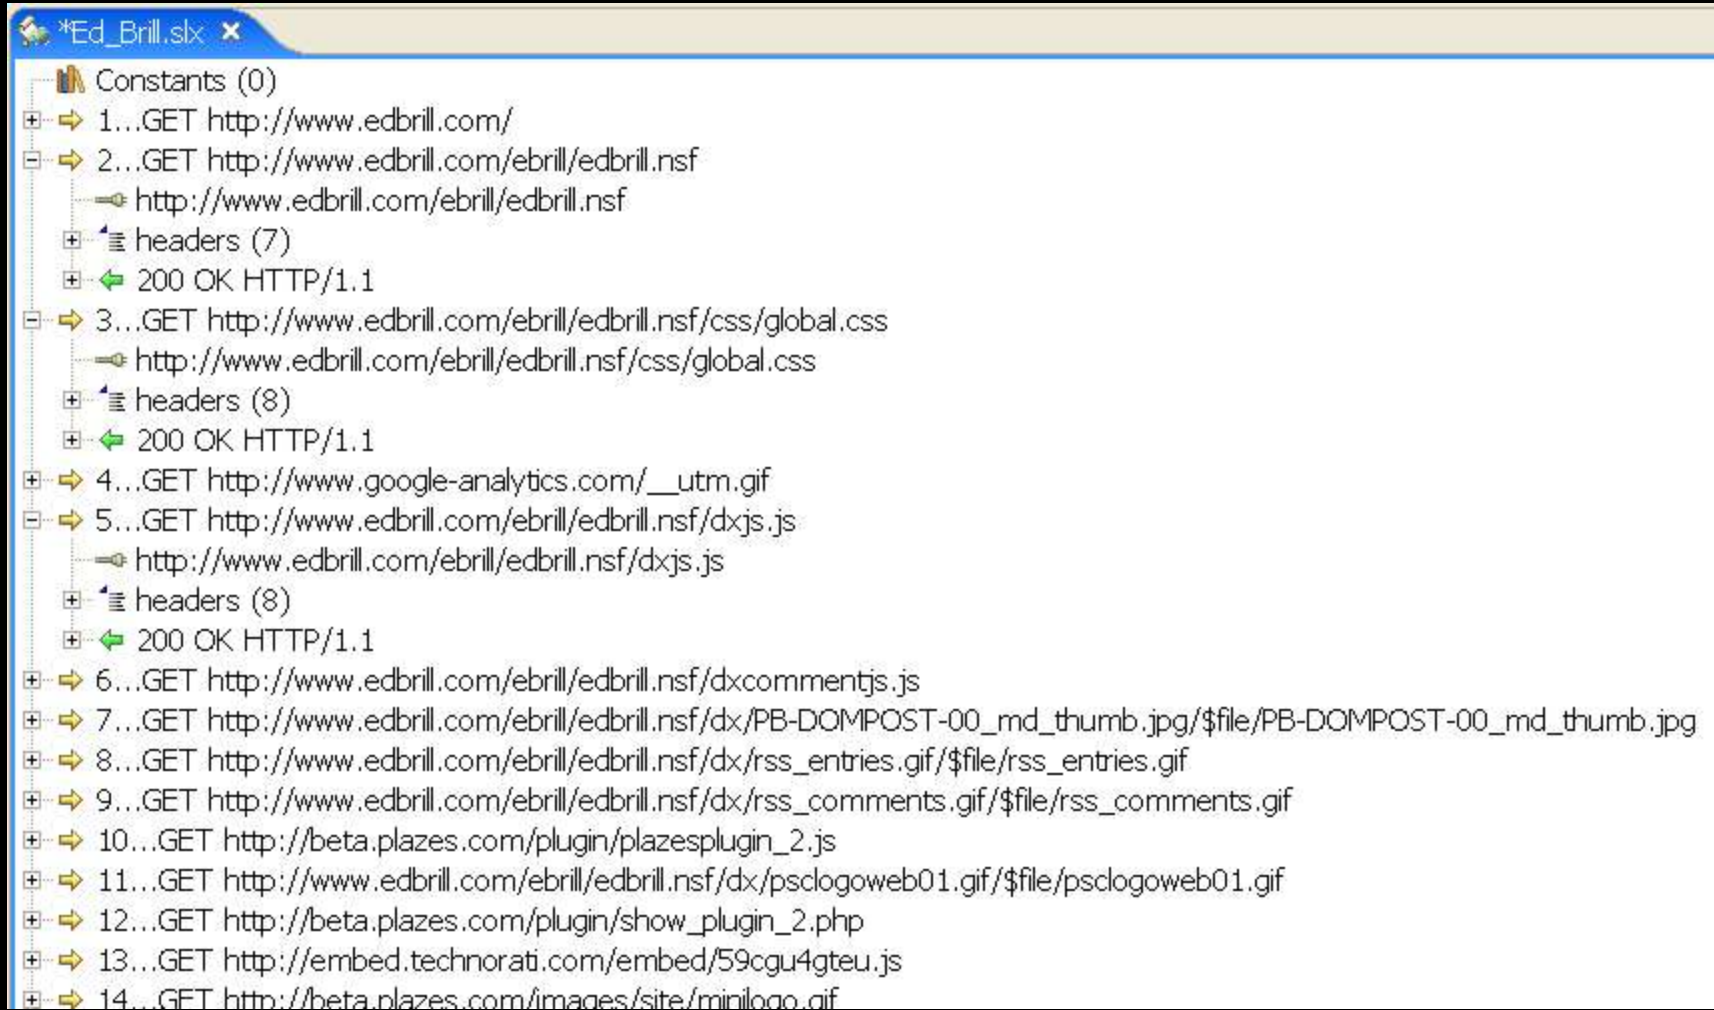 *Ed_Brill.slx
Constants (0)
1...GET http://www.edbrill.com/
2...GET http://www.edbrill.com/ebrill/edbrill.nsf
http://www.edbrill.com/ebrill/edbrill.nsf
headers (7)
200 OK HTTP/1.1
3...GET http://www.edbrill.com/ebrill/edbrill.nsf/css/global.css
http://www.edbrill.com/ebrill/edbrill.nsf/css/global.css
headers (8)
200 OK HTTP/1.1
4...GET http://www.google-analytics.com/__utm.gif
5...GET http://www.edbrill.com/ebrill/edbrill.nsf/dxjs.js
http://www.edbrill.com/ebrill/edbrill.nsf/dxjs.js
headers (8)
200 OK HTTP/1.1
6...GET http://www.edbrill.com/ebrill/edbrill.nsf/dxcommentjs.js
7...GET http://www.edbrill.com/ebrill/edbrill.nsf/dx/PB-DOMPOST-00_md_thumb.jpg/$file/PB-DOMPOST-00_md_thumb.jpg
8...GET http://www.edbrill.com/ebrill/edbrill.nsf/dx/rss_entries.gif/$file/rss_entries.gif
9...GET http://www.edbrill.com/ebrill/edbrill.nsf/dx/rss_comments.gif/$file/rss_comments.gif
10...GET http://beta.plazes.com/plugin/plazesplugin_2.js
11...GET http://www.edbrill.com/ebrill/edbrill.nsf/dx/psclogoweb01.gif/$file/psclogoweb01.gif
12...GET http://beta.plazes.com/plugin/show_plugin_2.php
13...GET http://embed.technorati.com/embed/59cgu4gteu.js
14...GET http://beta.plazes.com/images/site/minilogo.gif